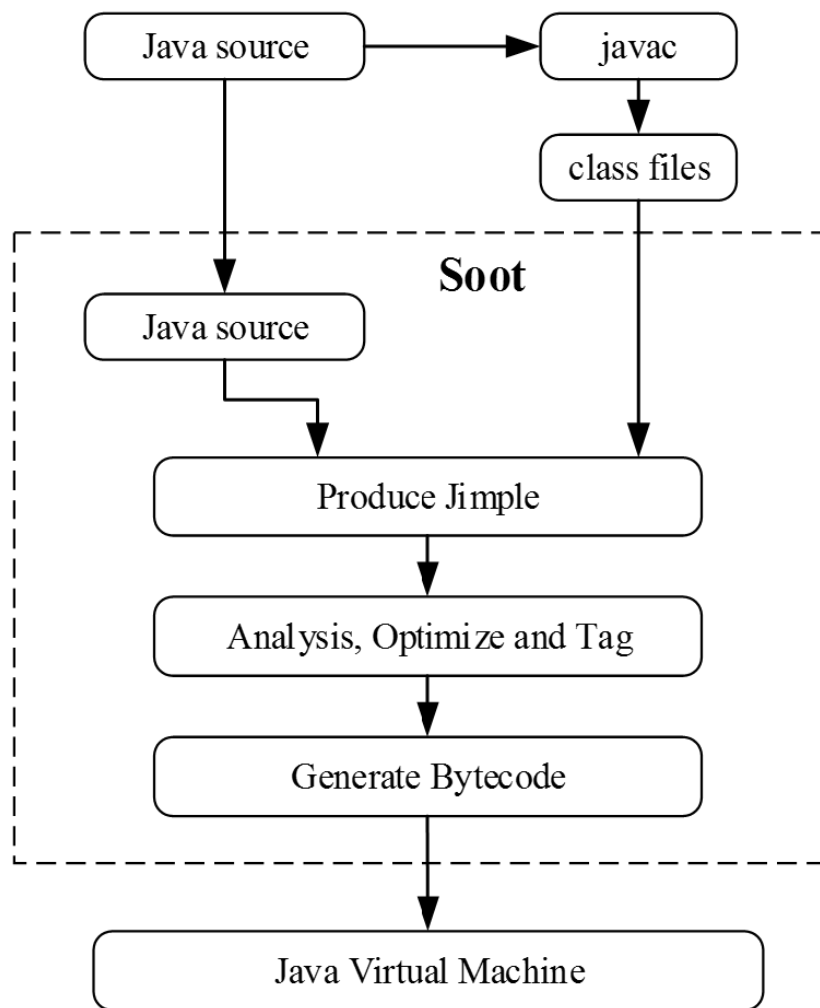 Java source
javac
class files
Soot
Java source
Produce Jimple
Analysis, Optimize and Tag
Generate Bytecode
Java Virtual Machine